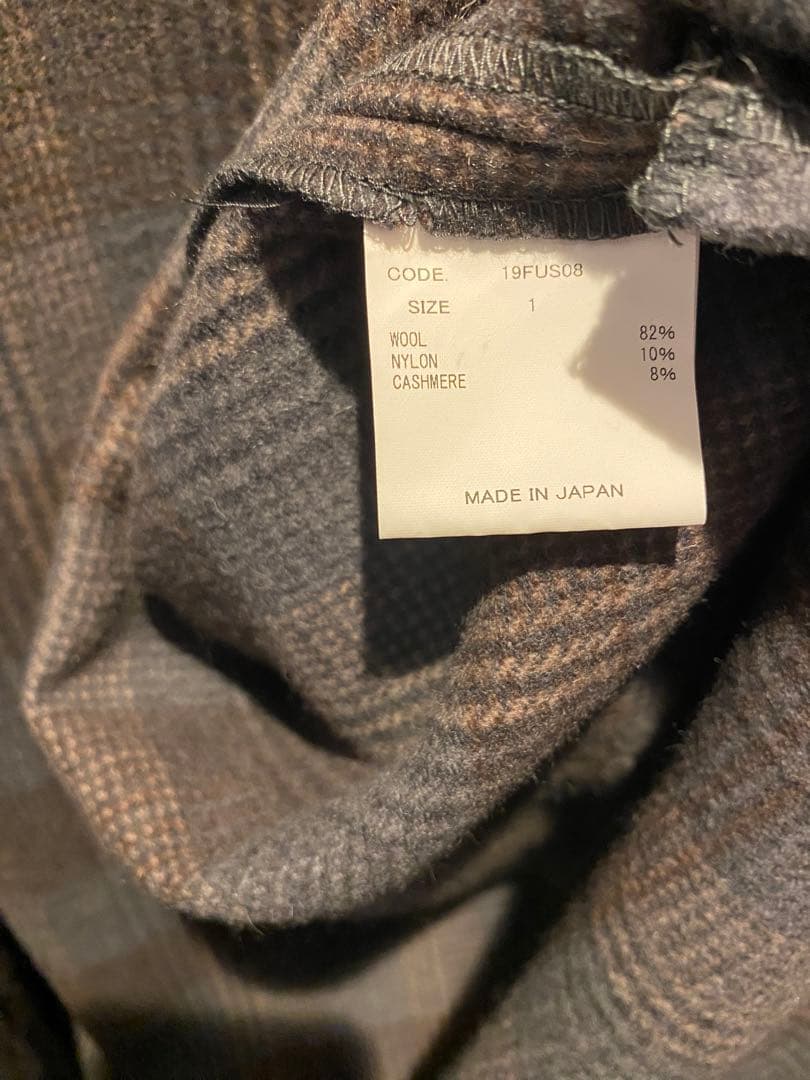 CODE. 19FUS08
SIZE 1
WOOL 82%
NYLON 10%
CASHMERE 8%
MADE IN JAPAN